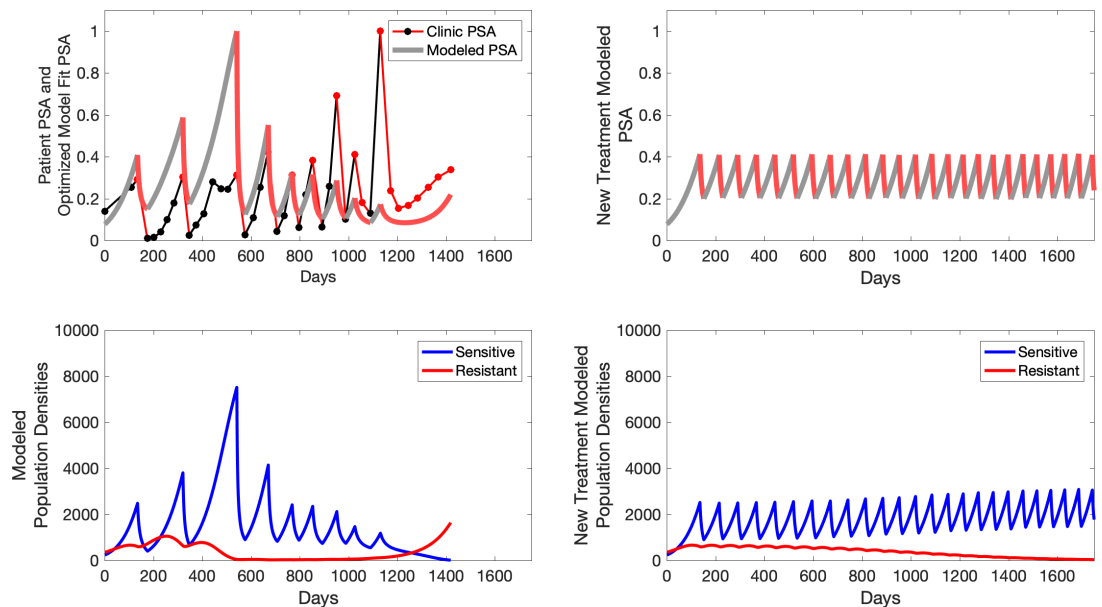 Patient PSA and
Optimized Model Fit PSA
1
0.8
0.6
0.4
0.2
0
0 200 400 600 800 1000 1200 1400 1600
Days
Clinic PSA
Modeled PSA
New Treatment Modeled
PSA
1
0.8
0.6
0.4
0.2
0
0 200 400 600 800 1000 1200 1400 1600
Days
Modeled
Population Densities
10000
8000
6000
4000
2000
0
0 200 400 600 800 1000 1200 1400 1600
Days
Sensitive
Resistant
New Treatment Modeled
Population Densities
10000
8000
6000
4000
2000
0
0 200 400 600 800 1000 1200 1400 1600
Days
Sensitive
Resistant